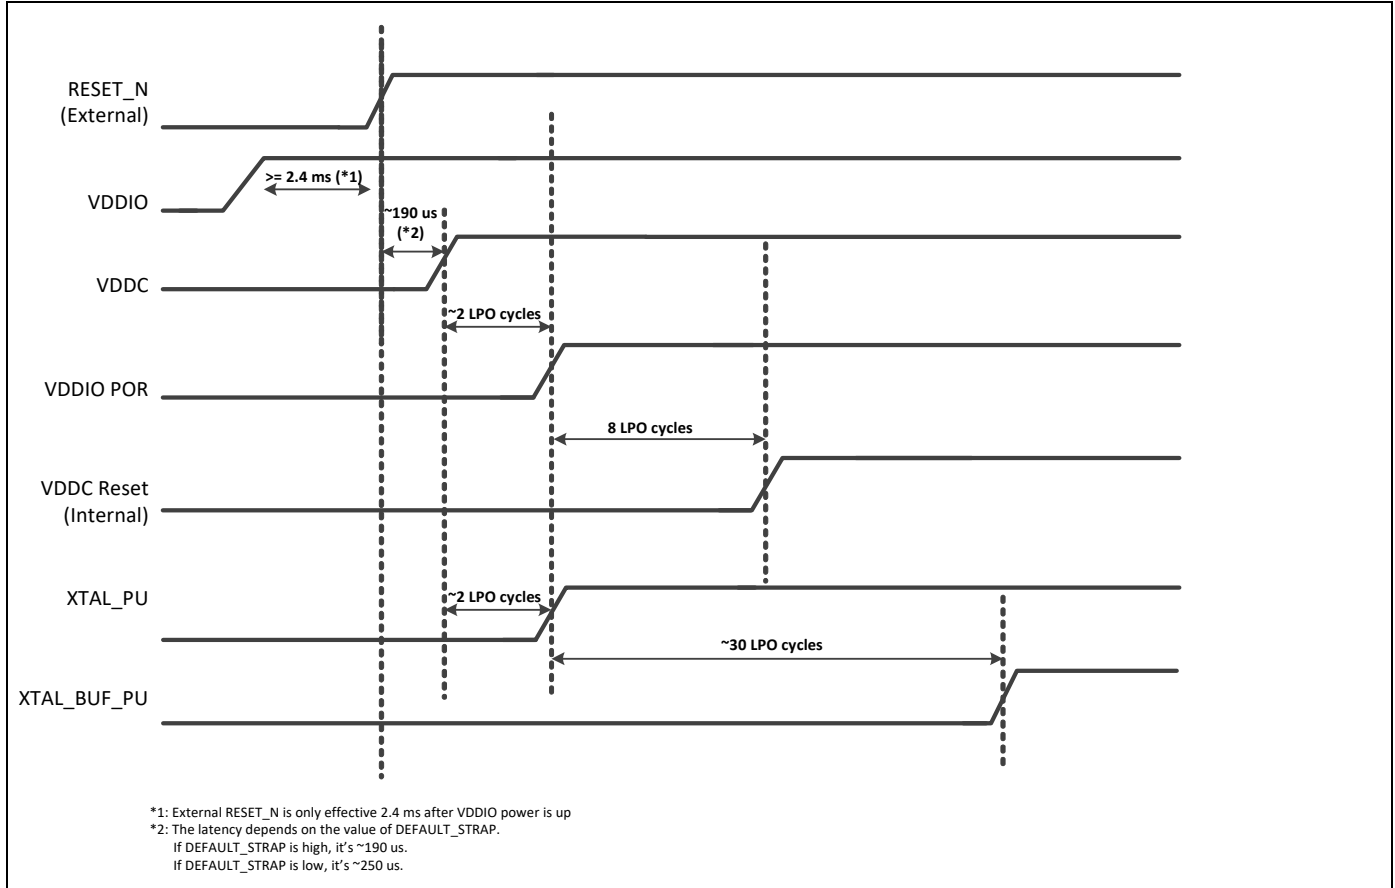 RESET_N
(External)
>= 2.4 ms (*1)
VDDIO
~190 us
(*2)
VDDC
~2 LPO cycles
VDDIO POR
8 LPO cycles
VDDC Reset
(Internal)
XTAL_PU
~2 LPO cycles
~30 LPO cycles
XTAL_BUF_PU
*1: External RESET_N is only effective 2.4 ms after VDDIO power is up
*2: The latency depends on the value of DEFAULT_STRAP.
If DEFAULT_STRAP is high, it's ~190 us.
If DEFAULT_STRAP is low, it's ~250 us.